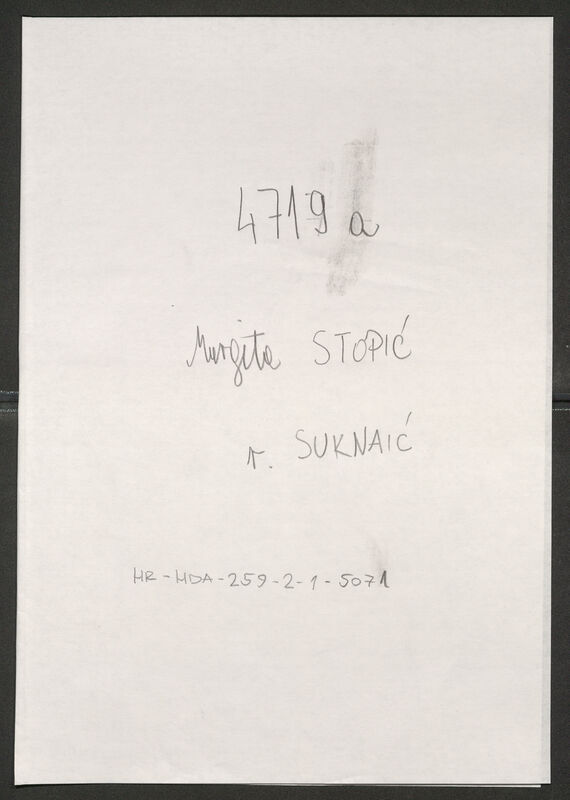 4719 a
Margita STOPIĆ
r. SUKNAIĆ
HR-HDA-259-2-1-5071